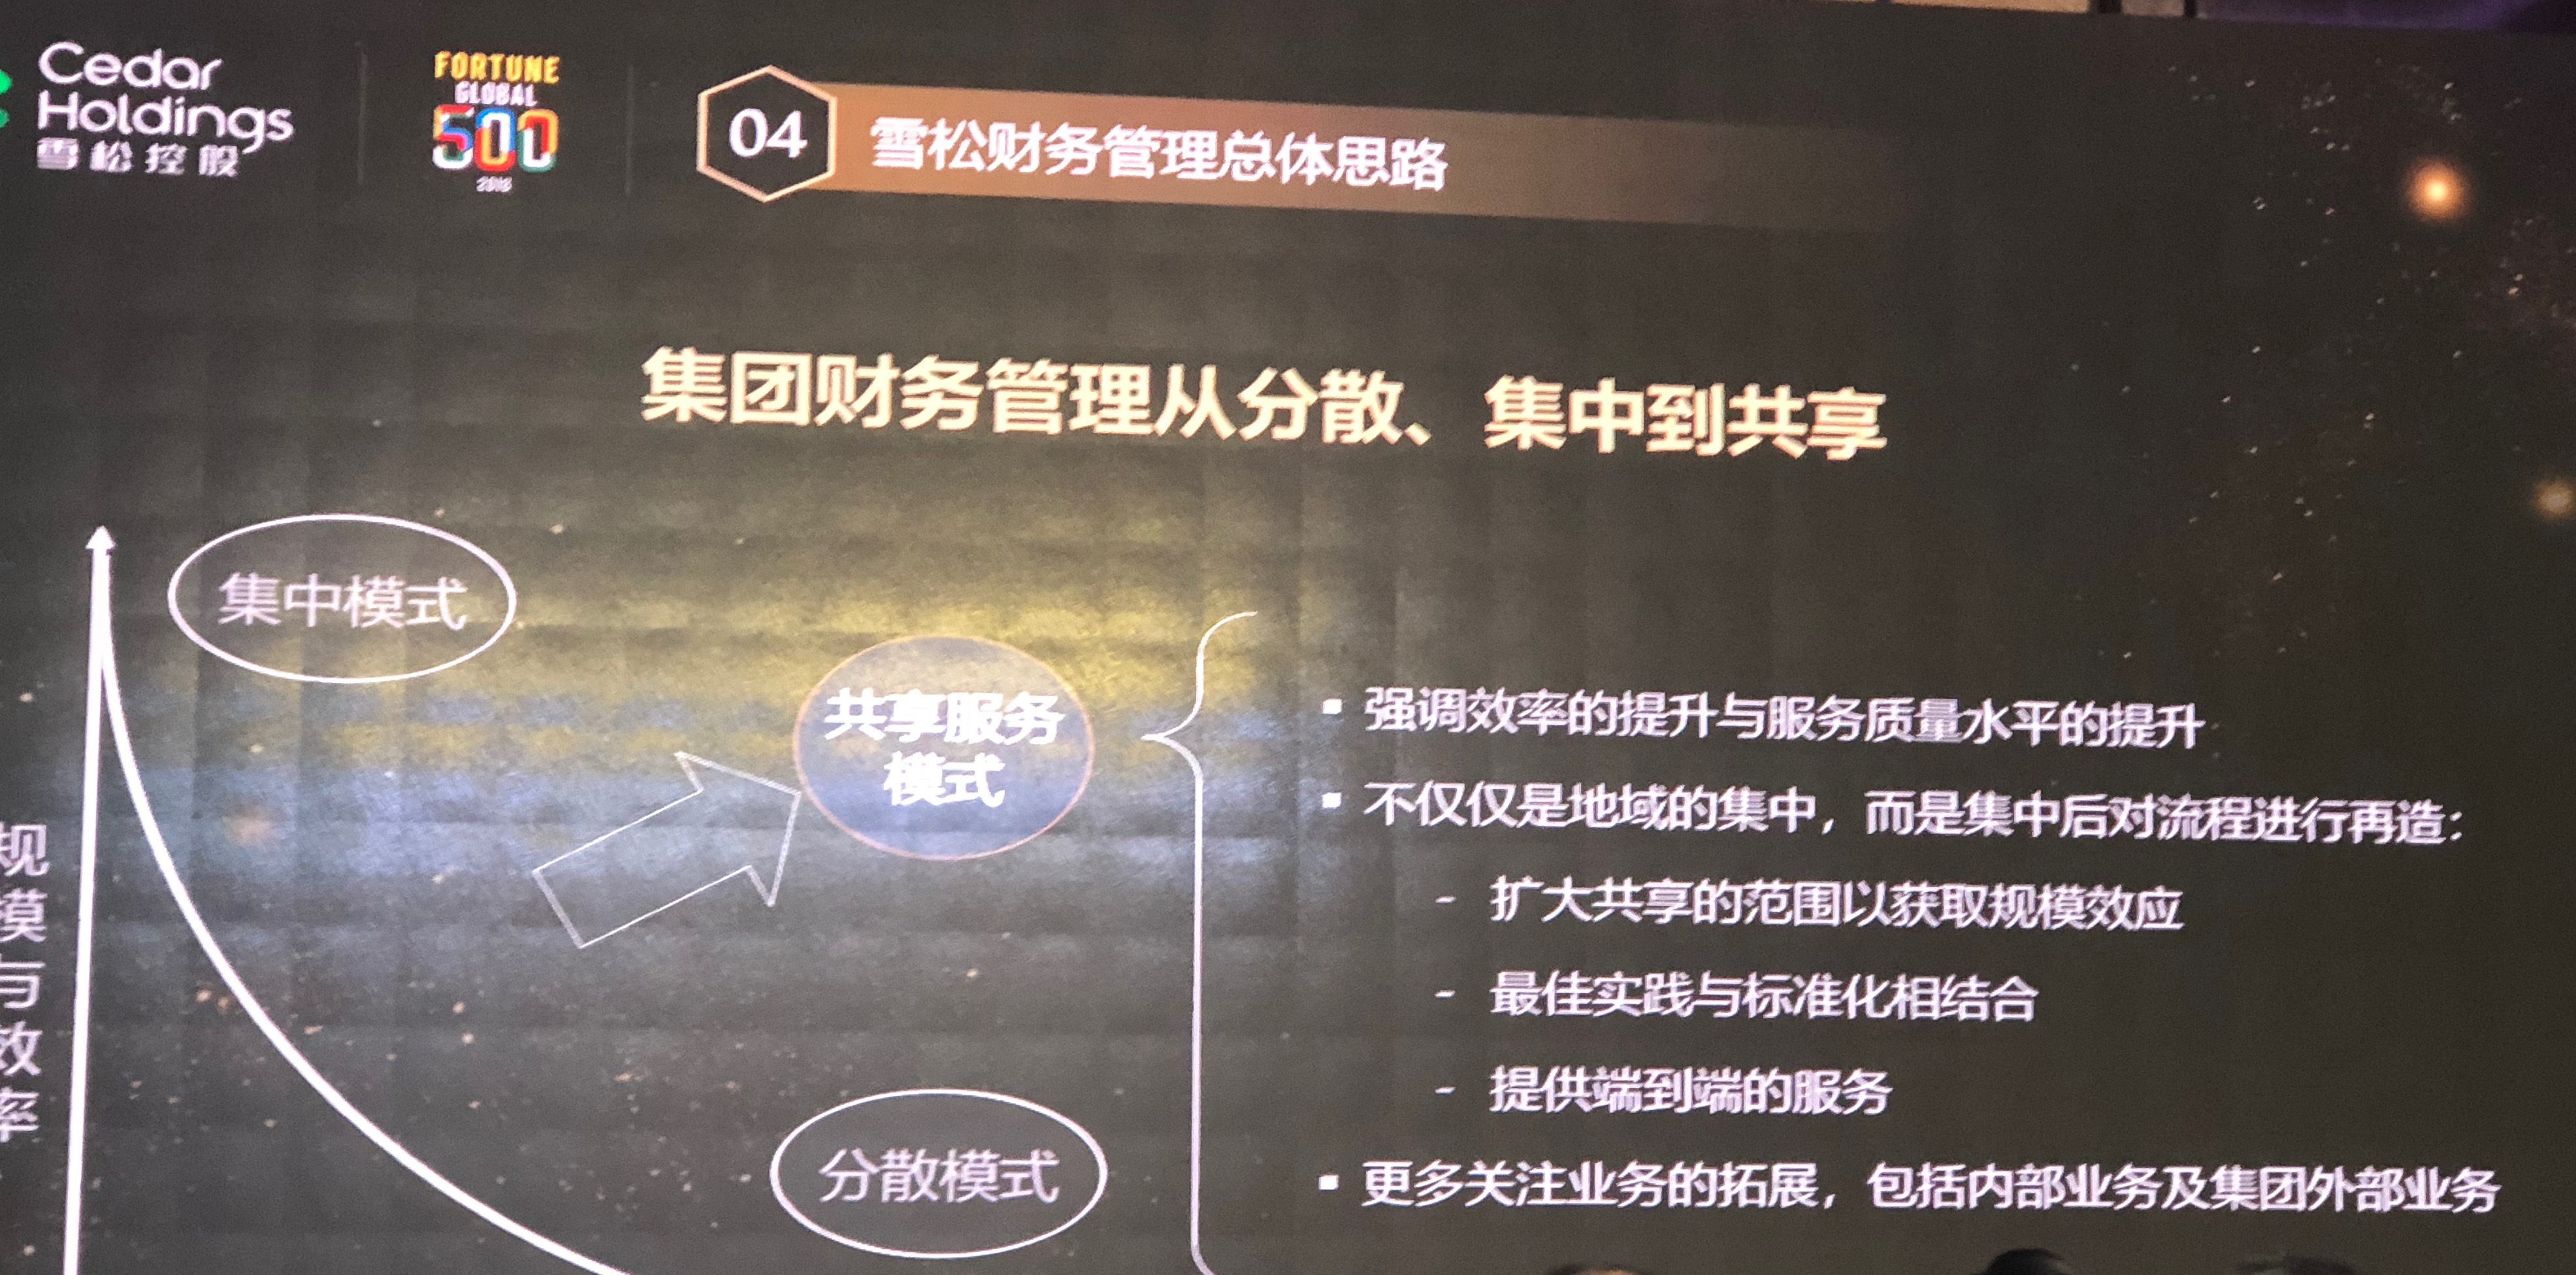 Cedar
Holdings
雪松控股
FORTUNE
GLOBAL
500
04
雪松财务管理总体思路
集团财务管理从分散、集中到共享
集中模式
共享服务
模式
分散模式
规模与效率
▪ 强调效率的提升与服务质量水平的提升
▪ 不仅仅是地域的集中，而是集中后对流程进行再造：
- 扩大共享的范围以获取规模效应
- 最佳实践与标准化相结合
- 提供端到端的服务
▪ 更多关注业务的拓展，包括内部业务及集团外部业务